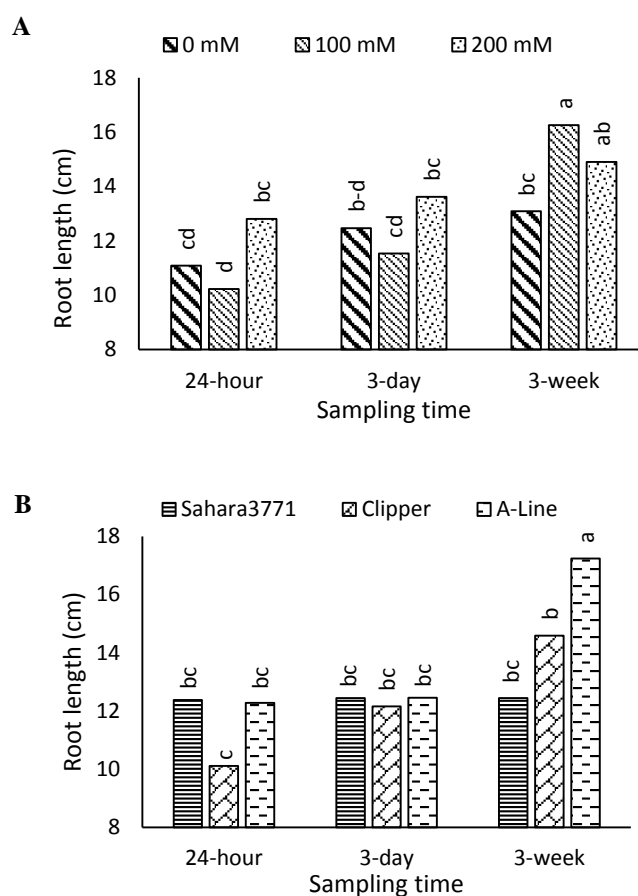 A
0 mM 100 mM 200 mM
18
16
14
12
10
8
Root length (cm)
cd d bc
b-d cd bc
bc a ab
24-hour 3-day 3-week
Sampling time
B
Sahara3771 Clipper A-Line
18
16
14
12
10
8
Root length (cm)
bc c bc
bc bc bc
bc b a
24-hour 3-day 3-week
Sampling time